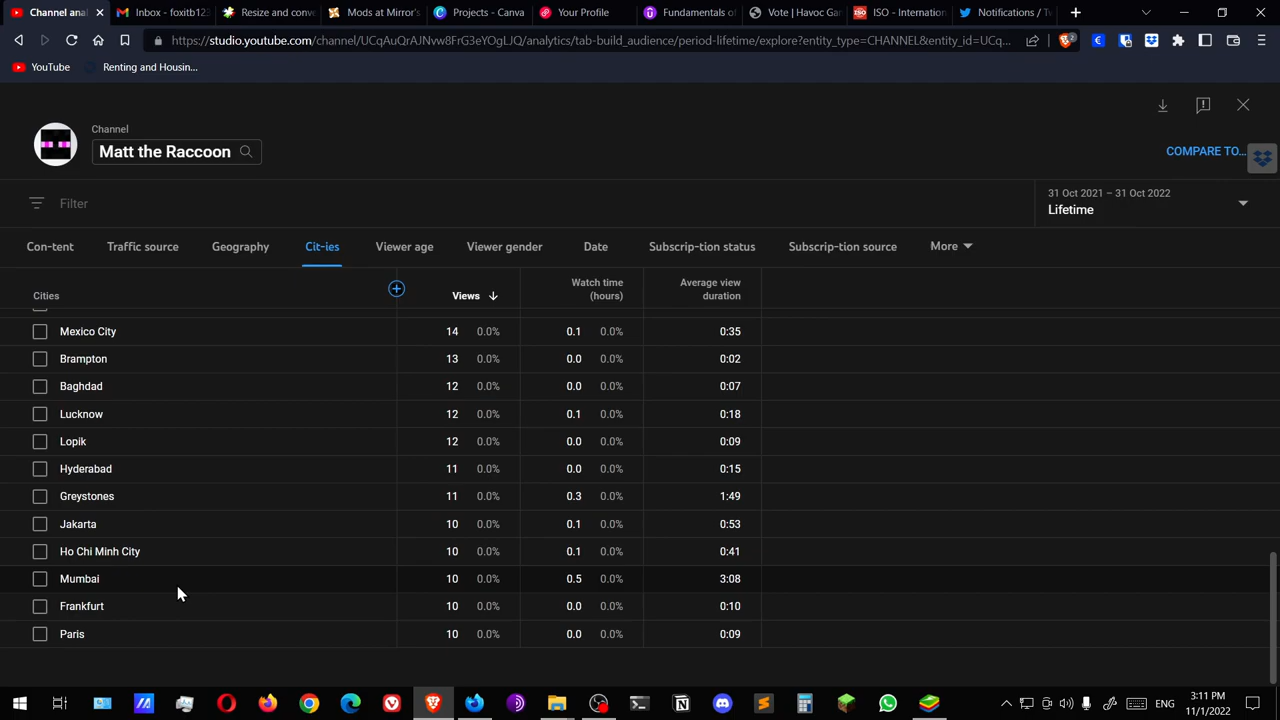 Channel anal
Inbox - foxitb123
Resize and conve
Mods at Mirror's
Projects - Canva
Your Profile
Fundamentals of
Vote | Havoc Gan
ISO - Internation
Notifications / Tw
https://studio.youtube.com/channel/UCqAuQrAJNvw8FrG3eYOgLJQ/analytics/tab-build_audience/period-lifetime/explore?entity_type=CHANNEL&entity_id=UCq...
2
YouTube
Renting and Housin...
Channel
Matt the Raccoon
COMPARE TO...
Filter
31 Oct 2021 – 31 Oct 2022
Lifetime
Con-tent Traffic source Geography Cit-ies Viewer age Viewer gender Date Subscrip-tion status Subscrip-tion source More
Cities Views Watch time (hours) Average view duration
Mexico City 14 0.0% 0.1 0.0% 0:35
Brampton 13 0.0% 0.0 0.0% 0:02
Baghdad 12 0.0% 0.0 0.0% 0:07
Lucknow 12 0.0% 0.1 0.0% 0:18
Lopik 12 0.0% 0.0 0.0% 0:09
Hyderabad 11 0.0% 0.0 0.0% 0:15
Greystones 11 0.0% 0.3 0.0% 1:49
Jakarta 10 0.0% 0.1 0.0% 0:53
Ho Chi Minh City 10 0.0% 0.1 0.0% 0:41
Mumbai 10 0.0% 0.5 0.0% 3:08
Frankfurt 10 0.0% 0.0 0.0% 0:10
Paris 10 0.0% 0.0 0.0% 0:09
ENG
3:11 PM
11/1/2022